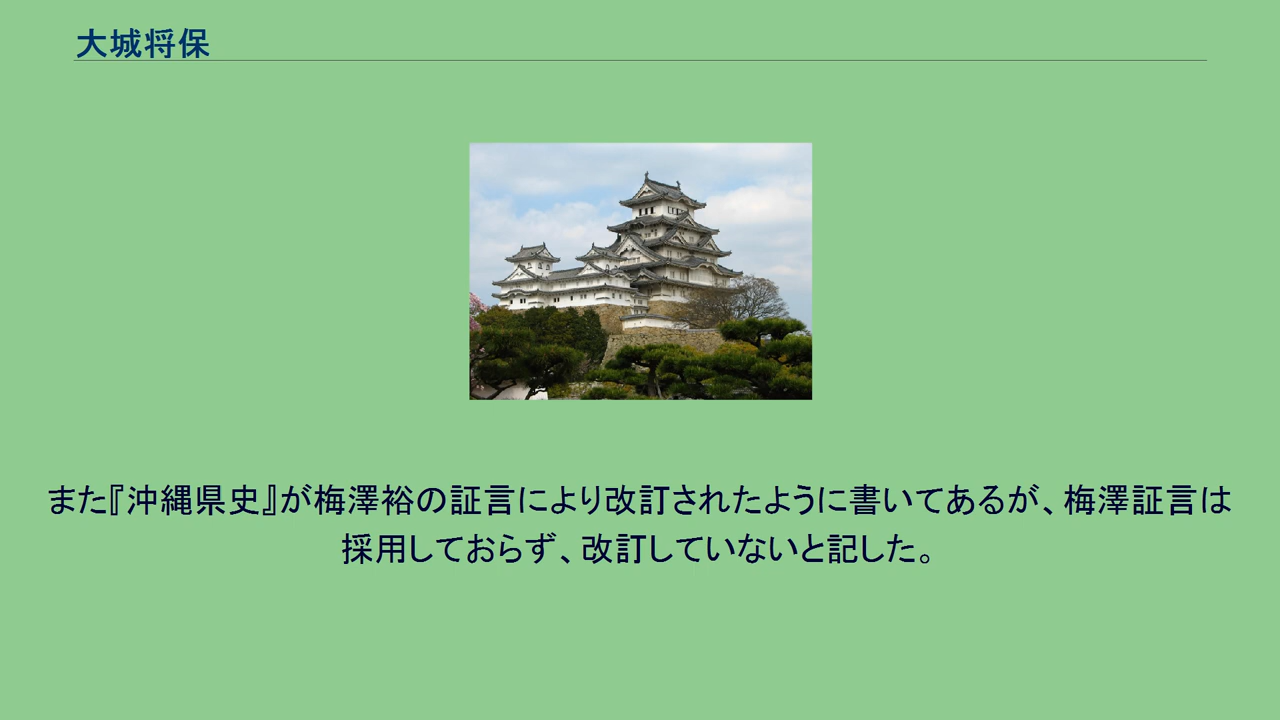 大城将保
また『沖縄県史』が梅澤裕の証言により改訂されたように書いてあるが、梅澤証言は
採用しておらず、改訂していないと記した。